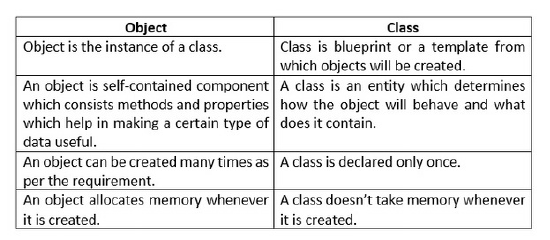 Object
Class
Object is the instance of a class.
Class is blueprint or a template from
which objects will be created.
An object is self-contained component
which consists methods and properties
which help in making a certain type of
data useful.
A class is an entity which determines
how the object will behave and what
does it contain.
An object can be created many times as
per the requirement.
A class is declared only once.
An object allocates memory whenever
it is created.
A class doesn't take memory whenever
it is created.